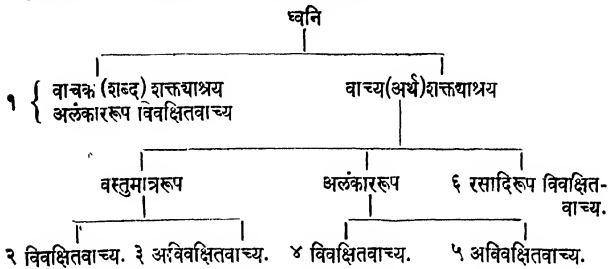 ध्वनि
१ { वाचक (शब्द) शक्त्याश्रय
अलंकाररूप विवक्षितवाच्य
वाच्य(अर्थ)शक्त्याश्रय
वस्तुमात्ररूप अलंकाररूप ६ रसादिरूप विवक्षित-
वाच्य.
२ विवक्षितवाच्य. ३ अविवक्षितवाच्य. ४ विवक्षितवाच्य. ५ अविवक्षितवाच्य.